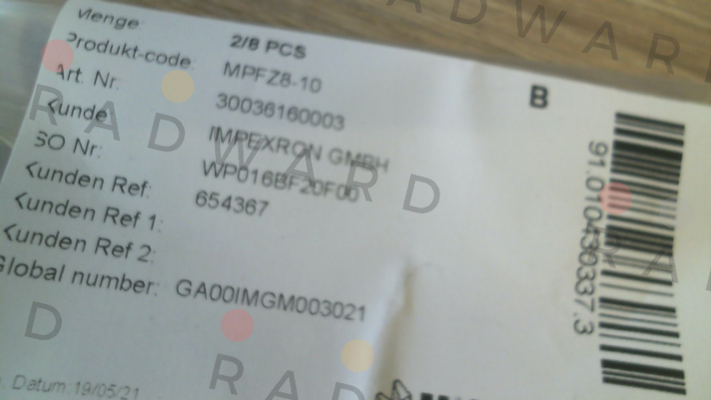 Menge: 2/8 PCS
Produkt-code: MPFZ8-10
Art. Nr: 30036160003
Kunde IMPEXRON GMBH
SO Nr: WP016BF20F00
Kunden Ref: 654367
Kunden Ref 1:
Kunden Ref 2:
Global number: GA00IMGM003021
Datum: 19/05/21
B
91.010430337.3
RADWARD
RADWARD